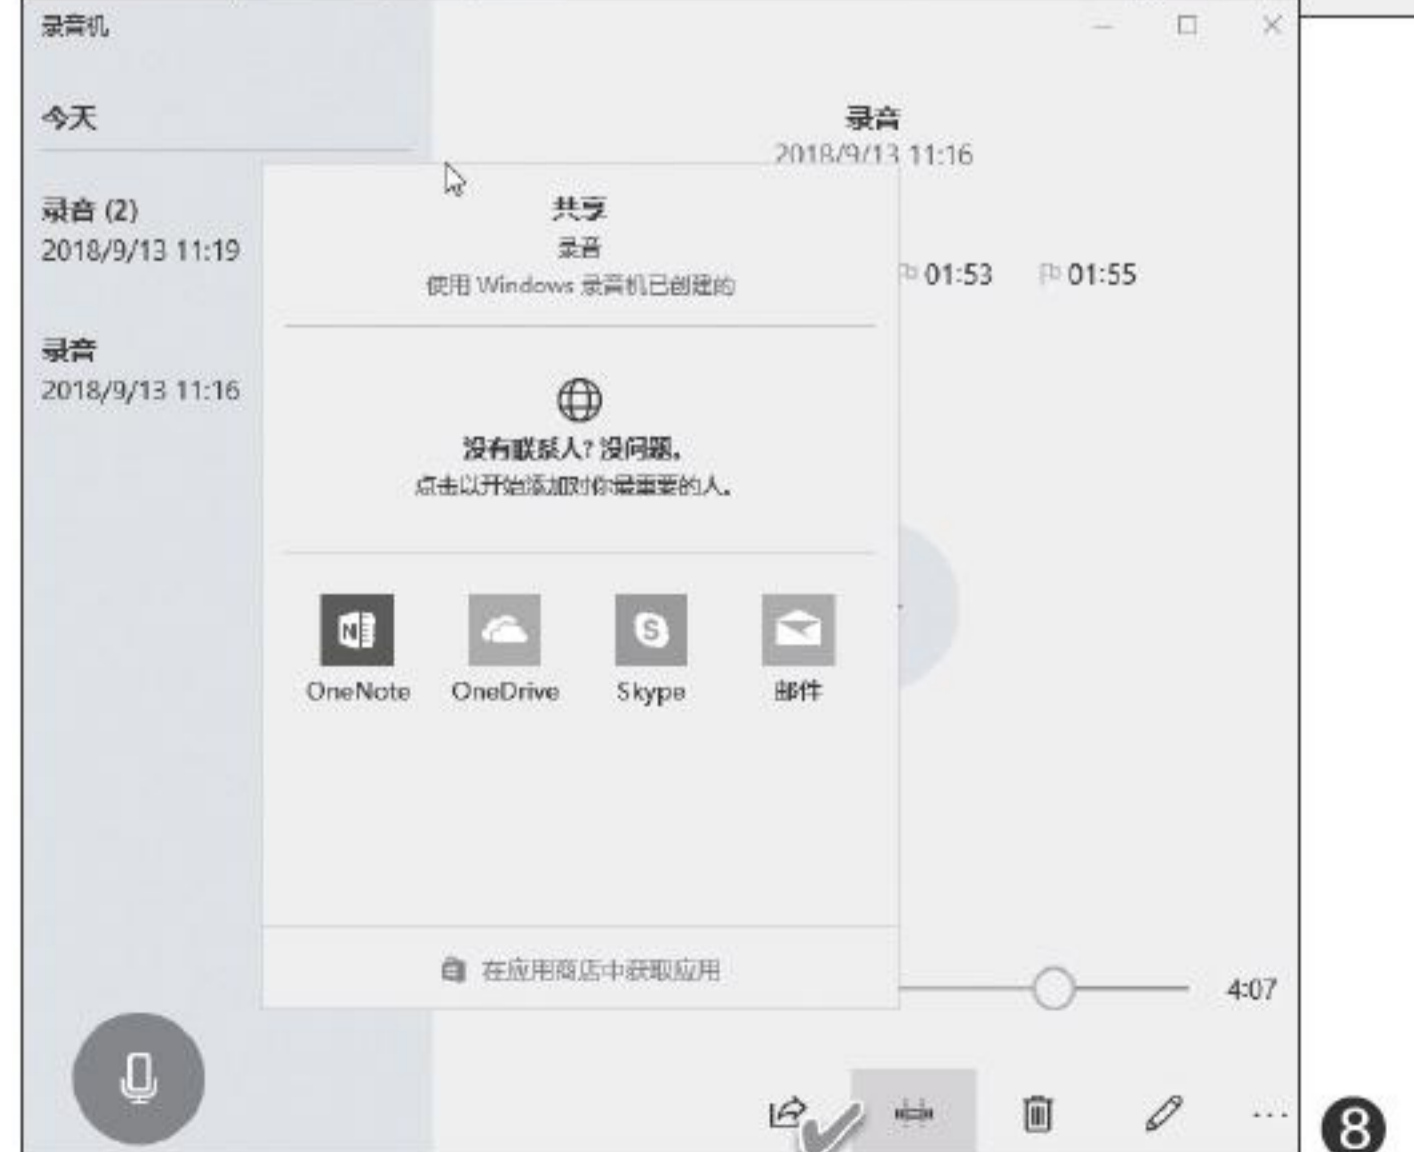 录音机
今天
录音 (2)
2018/9/13 11:19
录音
2018/9/13 11:16
录音
2018/9/13 11:16
01:53
01:55
共享
录音
使用 Windows 录音机已创建的
没有联系人? 没问题。
点击以开始添加对你最重要的人。
OneNote
OneDrive
Skype
邮件
在应用商店中获取应用
4:07
8